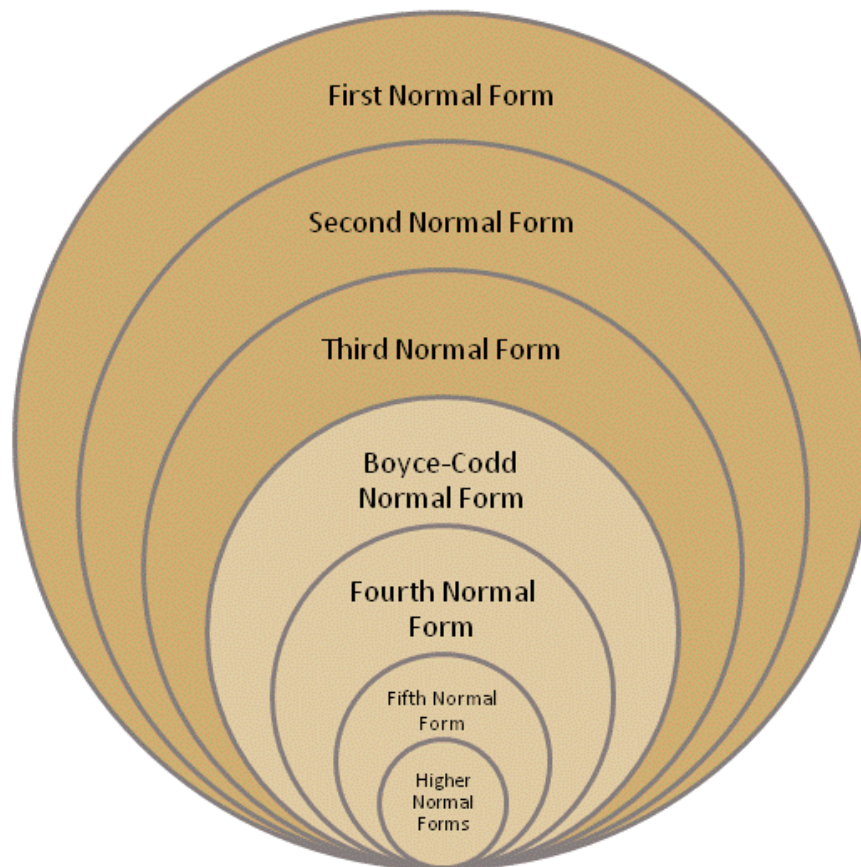 First Normal Form
Second Normal Form
Third Normal Form
Boyce-Codd
Normal Form
Fourth Normal
Form
Fifth Normal
Form
Higher
Normal
Forms